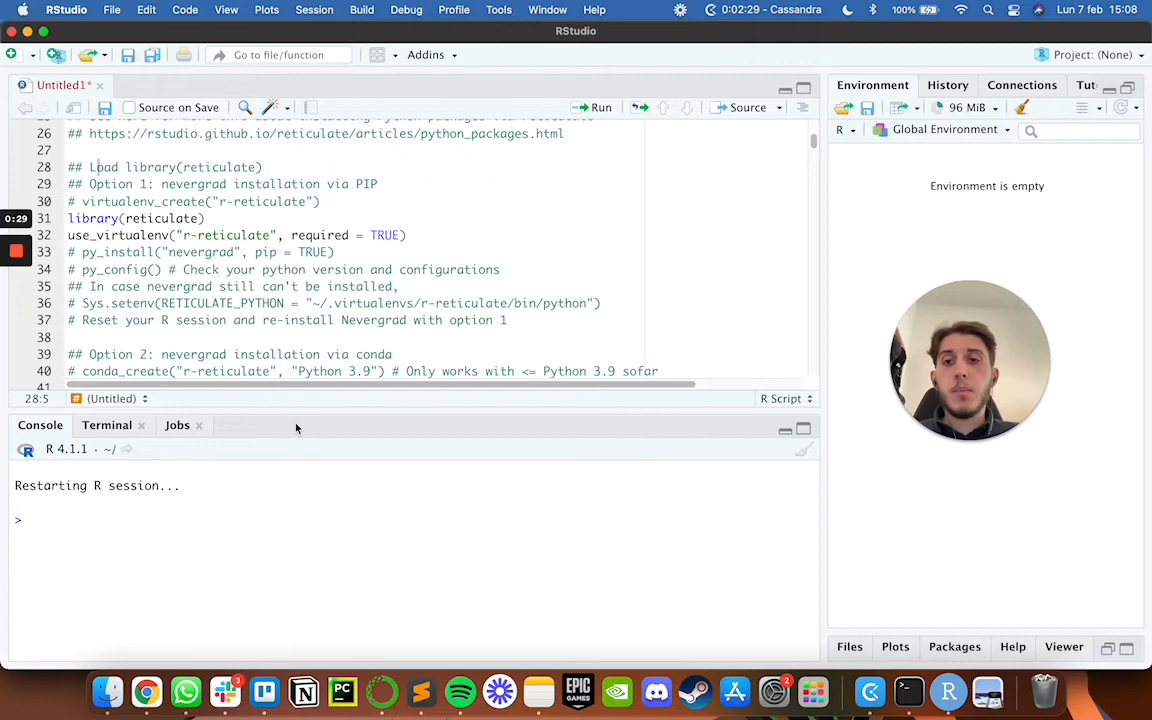 RStudio File Edit Code View Plots Session Build Debug Profile Tools Window Help 0:02:29 - Cassandra 100% Lun 7 feb 15:08
RStudio
Go to file/function Addins Project: (None)
Untitled1*
Source on Save Run Source
26 ## https://rstudio.github.io/reticulate/articles/python_packages.html
27
28 ## Load library(reticulate)
29 ## Option 1: nevergrad installation via PIP
30 # virtualenv_create("r-reticulate")
0:29
31 library(reticulate)
32 use_virtualenv("r-reticulate", required = TRUE)
33 # py_install("nevergrad", pip = TRUE)
34 # py_config() # Check your python version and configurations
35 ## In case nevergrad still can't be installed,
36 # Sys.setenv(RETICULATE_PYTHON = "~/.virtualenvs/r-reticulate/bin/python")
37 # Reset your R session and re-install Nevergrad with option 1
38
39 ## Option 2: nevergrad installation via conda
40 # conda_create("r-reticulate", "Python 3.9") # Only works with <= Python 3.9 sofar
41
28:5 # (Untitled) R Script
Console Terminal Jobs
R 4.1.1 · ~/
Restarting R session...
>
Environment History Connections Tut
96 MiB
R Global Environment
Environment is empty
Files Plots Packages Help Viewer
3 PC EPIC GAMES 2 R